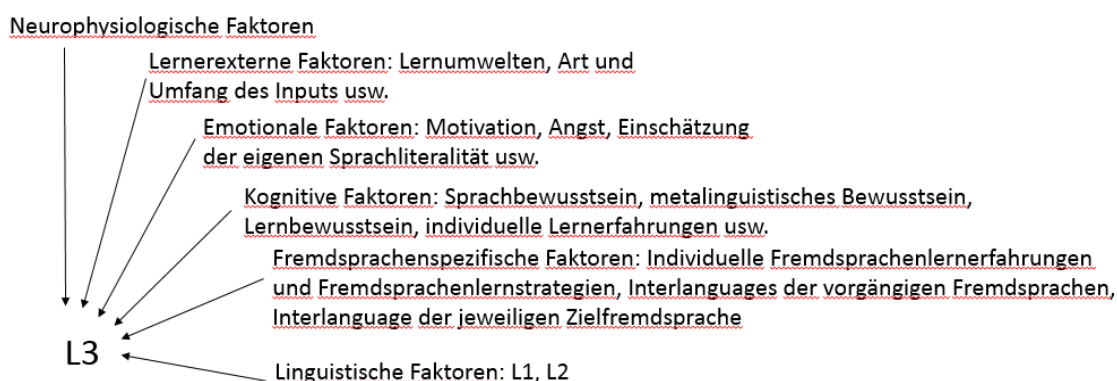 Neurophysiologische Faktoren
Lernerexterne Faktoren: Lernumwelten, Art und
Umfang des Inputs usw.
Emotionale Faktoren: Motivation, Angst, Einschätzung
der eigenen Sprachliteralität usw.
Kognitive Faktoren: Sprachbewusstsein, metalinguistisches Bewusstsein,
Lernbewusstsein, individuelle Lernerfahrungen usw.
Fremdsprachenspezifische Faktoren: Individuelle Fremdsprachenlernerfahrungen
und Fremdsprachenlernstrategien, Interlanguages der vorgängigen Fremdsprachen,
Interlanguage der jeweiligen Zielfremdsprache
L3
Linguistische Faktoren: L1, L2